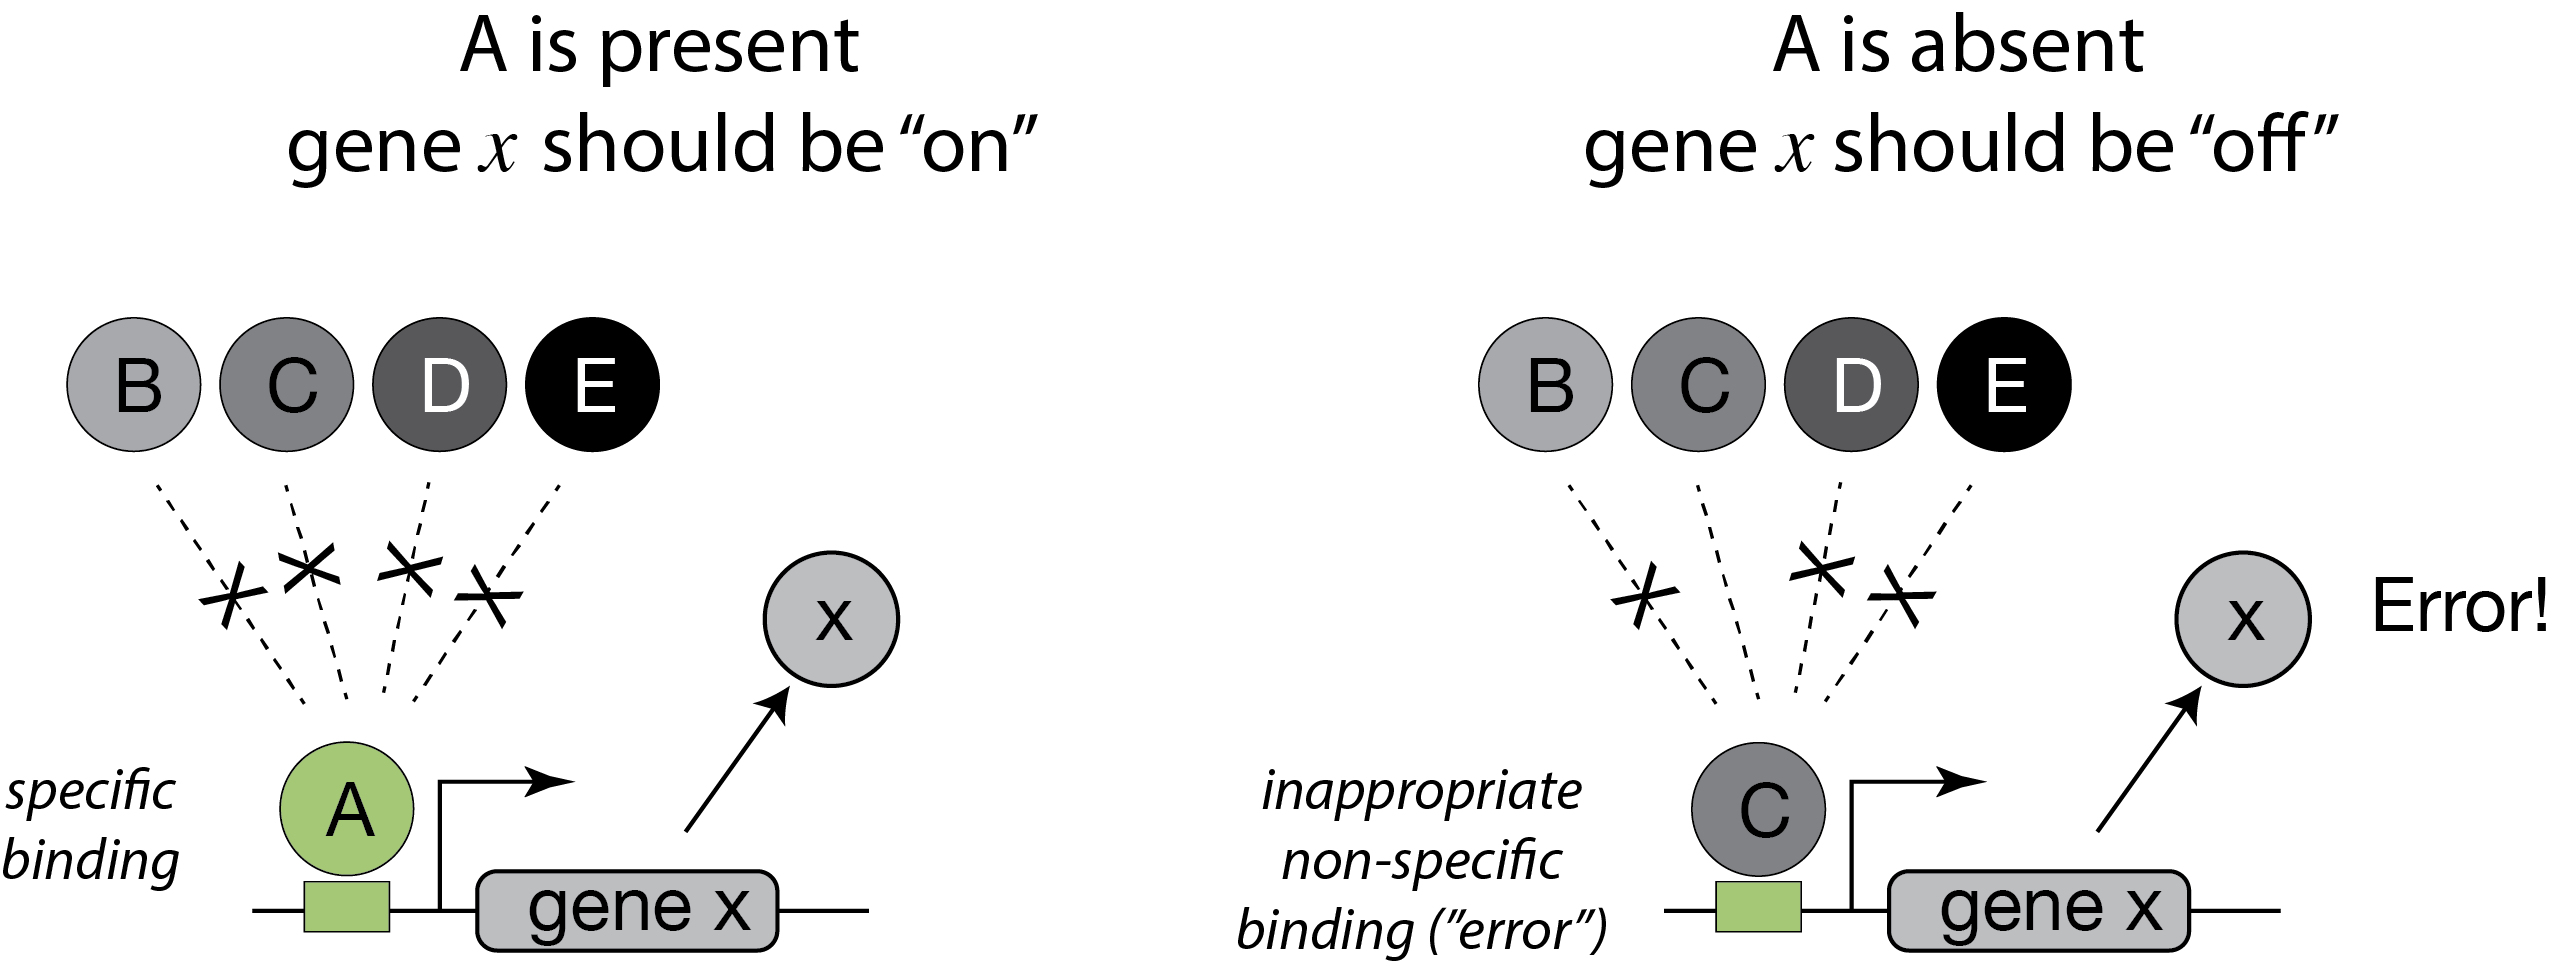 A is present
gene x should be “on”
B C D E
x
specific
binding
A
gene x
A is absent
gene x should be “off”
B C D E
x Error!
inappropriate
non-specific
binding (”error”)
C
gene x